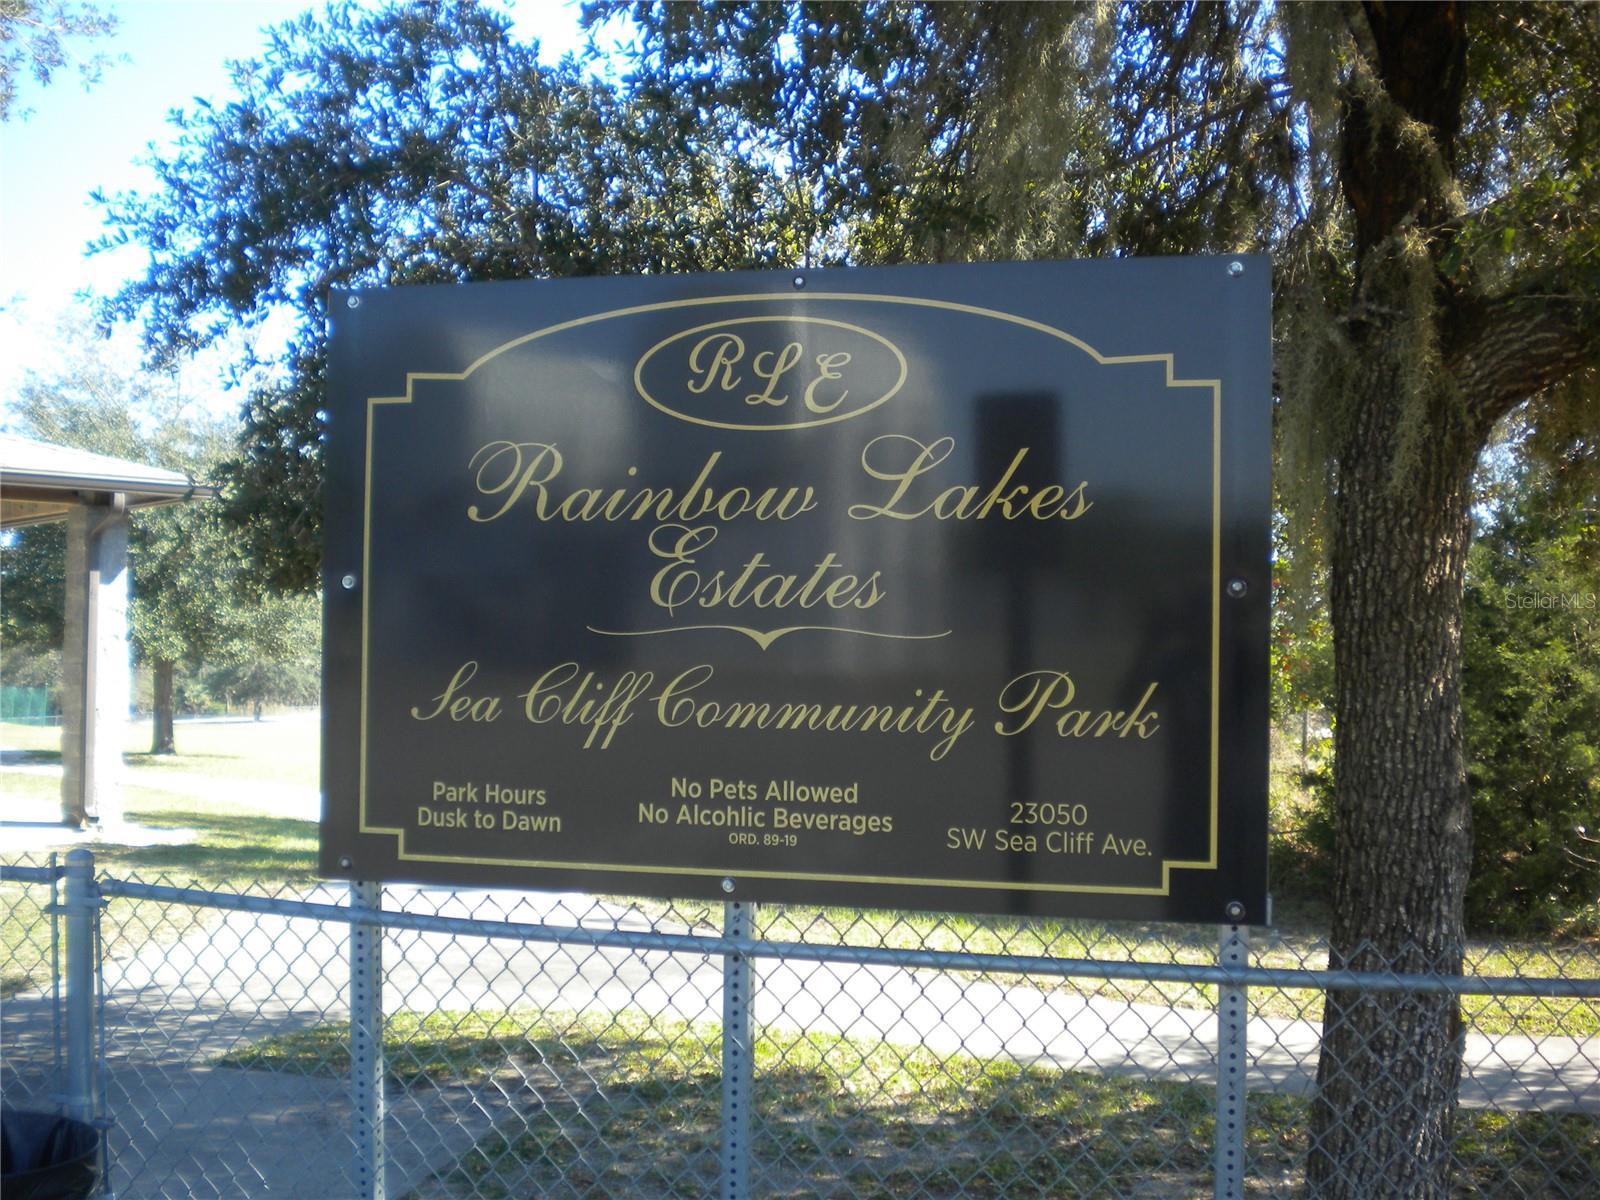 RLE
Rainbow Lakes
Estates
Sea Cliff Community Park
Park Hours
Dusk to Dawn
No Pets Allowed
No Alcohlic Beverages
ORD. 89-19
23050
SW Sea Cliff Ave.
StellarMLS